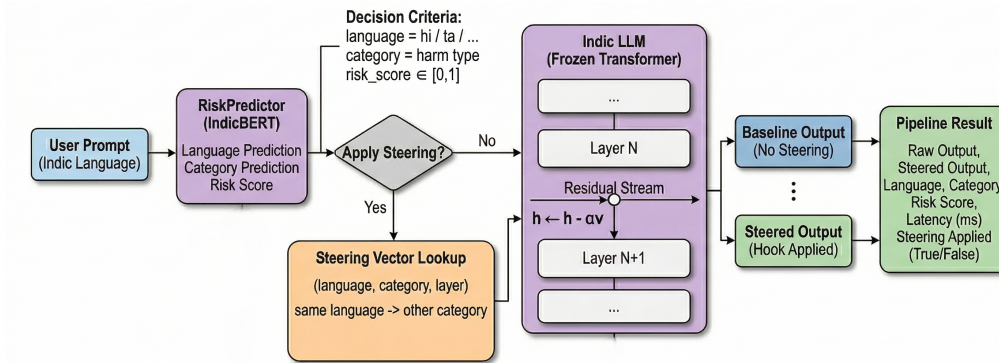 Decision Criteria:
language = hi / ta / ...
category = harm type
risk_score ∈ [0,1]
User Prompt
(Indic Language)
RiskPredictor
(IndicBERT)
Language Prediction
Category Prediction
Risk Score
Apply Steering?
No
Yes
Steering Vector Lookup
(language, category, layer)
same language -> other category
Indic LLM
(Frozen Transformer)
...
Layer N
Residual Stream
h ← h - αv
Layer N+1
...
Baseline Output
(No Steering)
⋮
Steered Output
(Hook Applied)
Pipeline Result
Raw Output,
Steered Output,
Language, Category
Risk Score,
Latency (ms)
Steering Applied
(True/False)